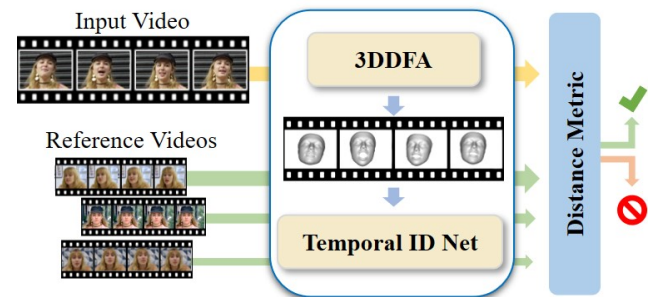 Input Video
3DDFA
Reference Videos
Temporal ID Net
Distance Metric